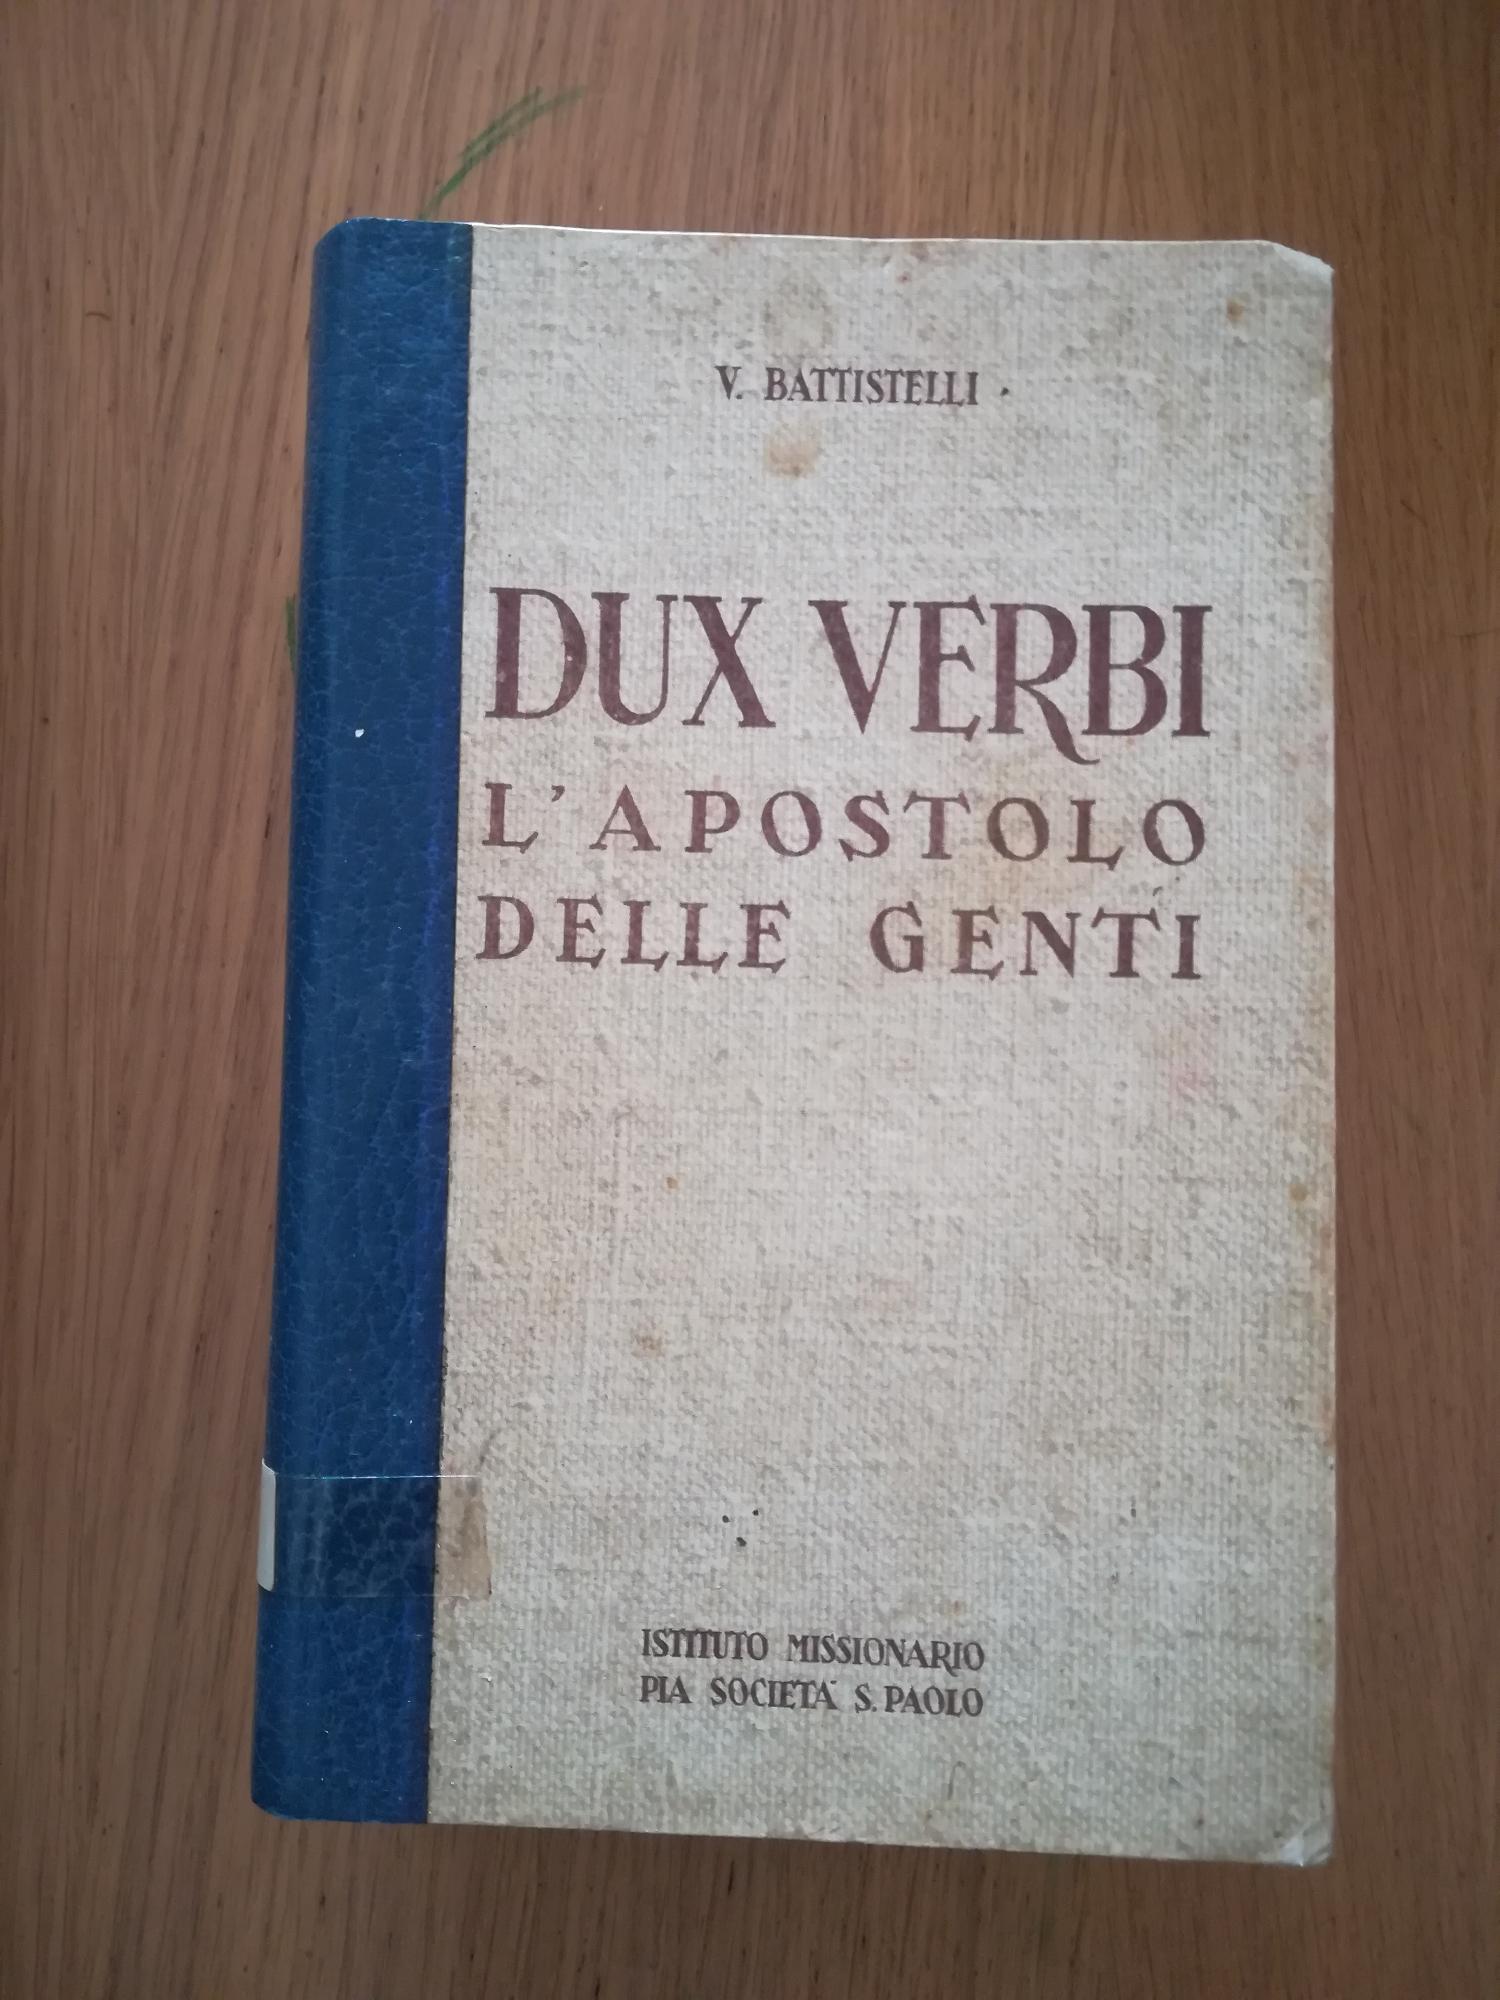 V. BATTISTELLI
DUX VERBI
L'APOSTOLO
DELLE GENTI
ISTITUTO MISSIONARIO
PIA SOCIETÀ S. PAOLO